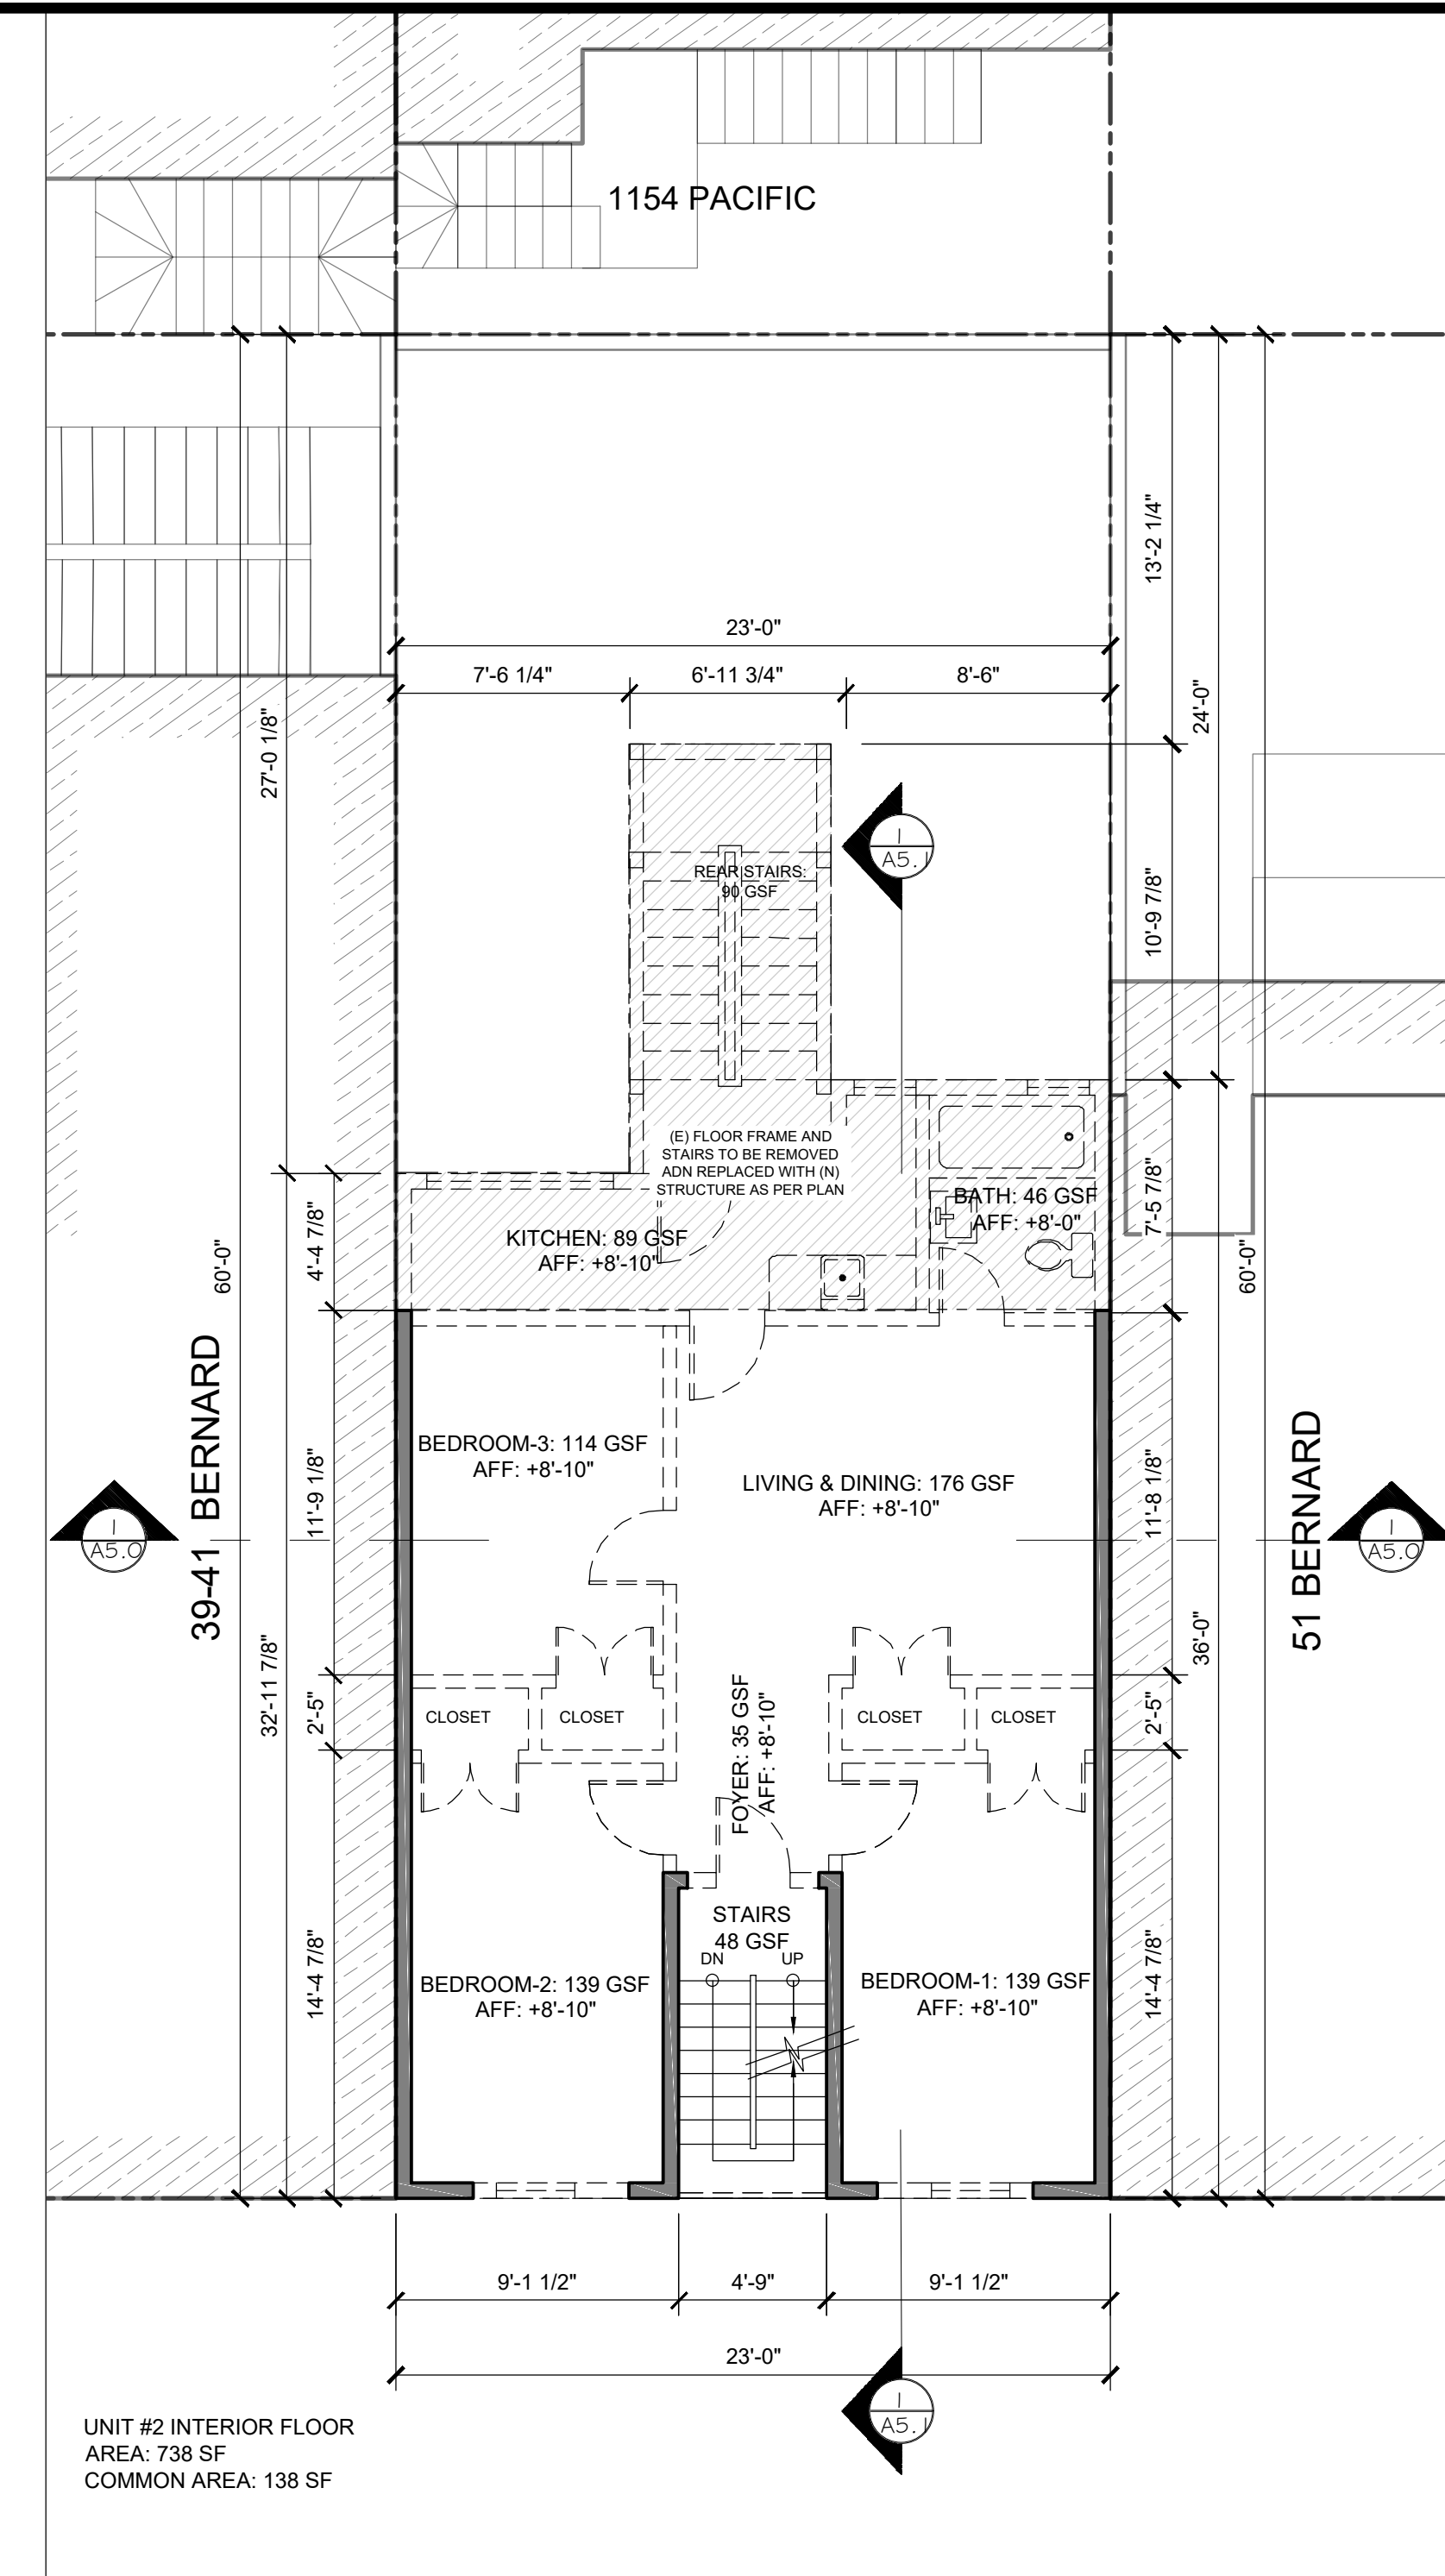 1154 PACIFIC
23'-0"
7'-6 1/4"
6'-11 3/4"
8'-6"
13'-2 1/4"
24'-0"
27'-0 1/8"
1
A5.1
REAR STAIRS:
90 GSF
10'-9 7/8"
(E) FLOOR FRAME AND
STAIRS TO BE REMOVED
ADN REPLACED WITH (N)
STRUCTURE AS PER PLAN
BATH: 46 GSF
AFF: +8'-0"
7'-5 7/8"
KITCHEN: 89 GSF
AFF: +8'-10"
4'-4 7/8"
60'-0"
60'-0"
39-41 BERNARD
51 BERNARD
BEDROOM-3: 114 GSF
AFF: +8'-10"
LIVING & DINING: 176 GSF
AFF: +8'-10"
11'-9 1/8"
11'-8 1/8"
1
A5.0
1
A5.0
32'-11 7/8"
36'-0"
2'-5"
CLOSET
CLOSET
FOYER: 35 GSF
AFF: +8'-10"
CLOSET
CLOSET
2'-5"
STAIRS
48 GSF
DN
UP
BEDROOM-2: 139 GSF
AFF: +8'-10"
BEDROOM-1: 139 GSF
AFF: +8'-10"
14'-4 7/8"
14'-4 7/8"
9'-1 1/2"
4'-9"
9'-1 1/2"
23'-0"
1
A5.1
UNIT #2 INTERIOR FLOOR
AREA: 738 SF
COMMON AREA: 138 SF